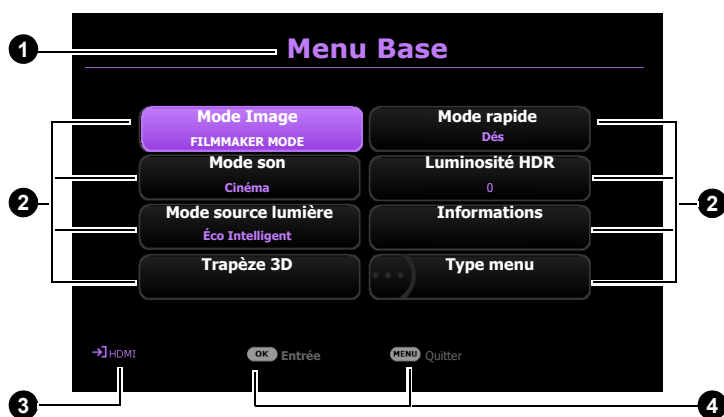 1
Menu Base
Mode Image
FILMMAKER MODE
Mode rapide
Dés
Mode son
Cinéma
Luminosité HDR
0
2
2
Mode source lumière
Éco Intelligent
Informations
Trapèze 3D
Type menu
HDMI
OK Entrée
MENU Quitter
3
4